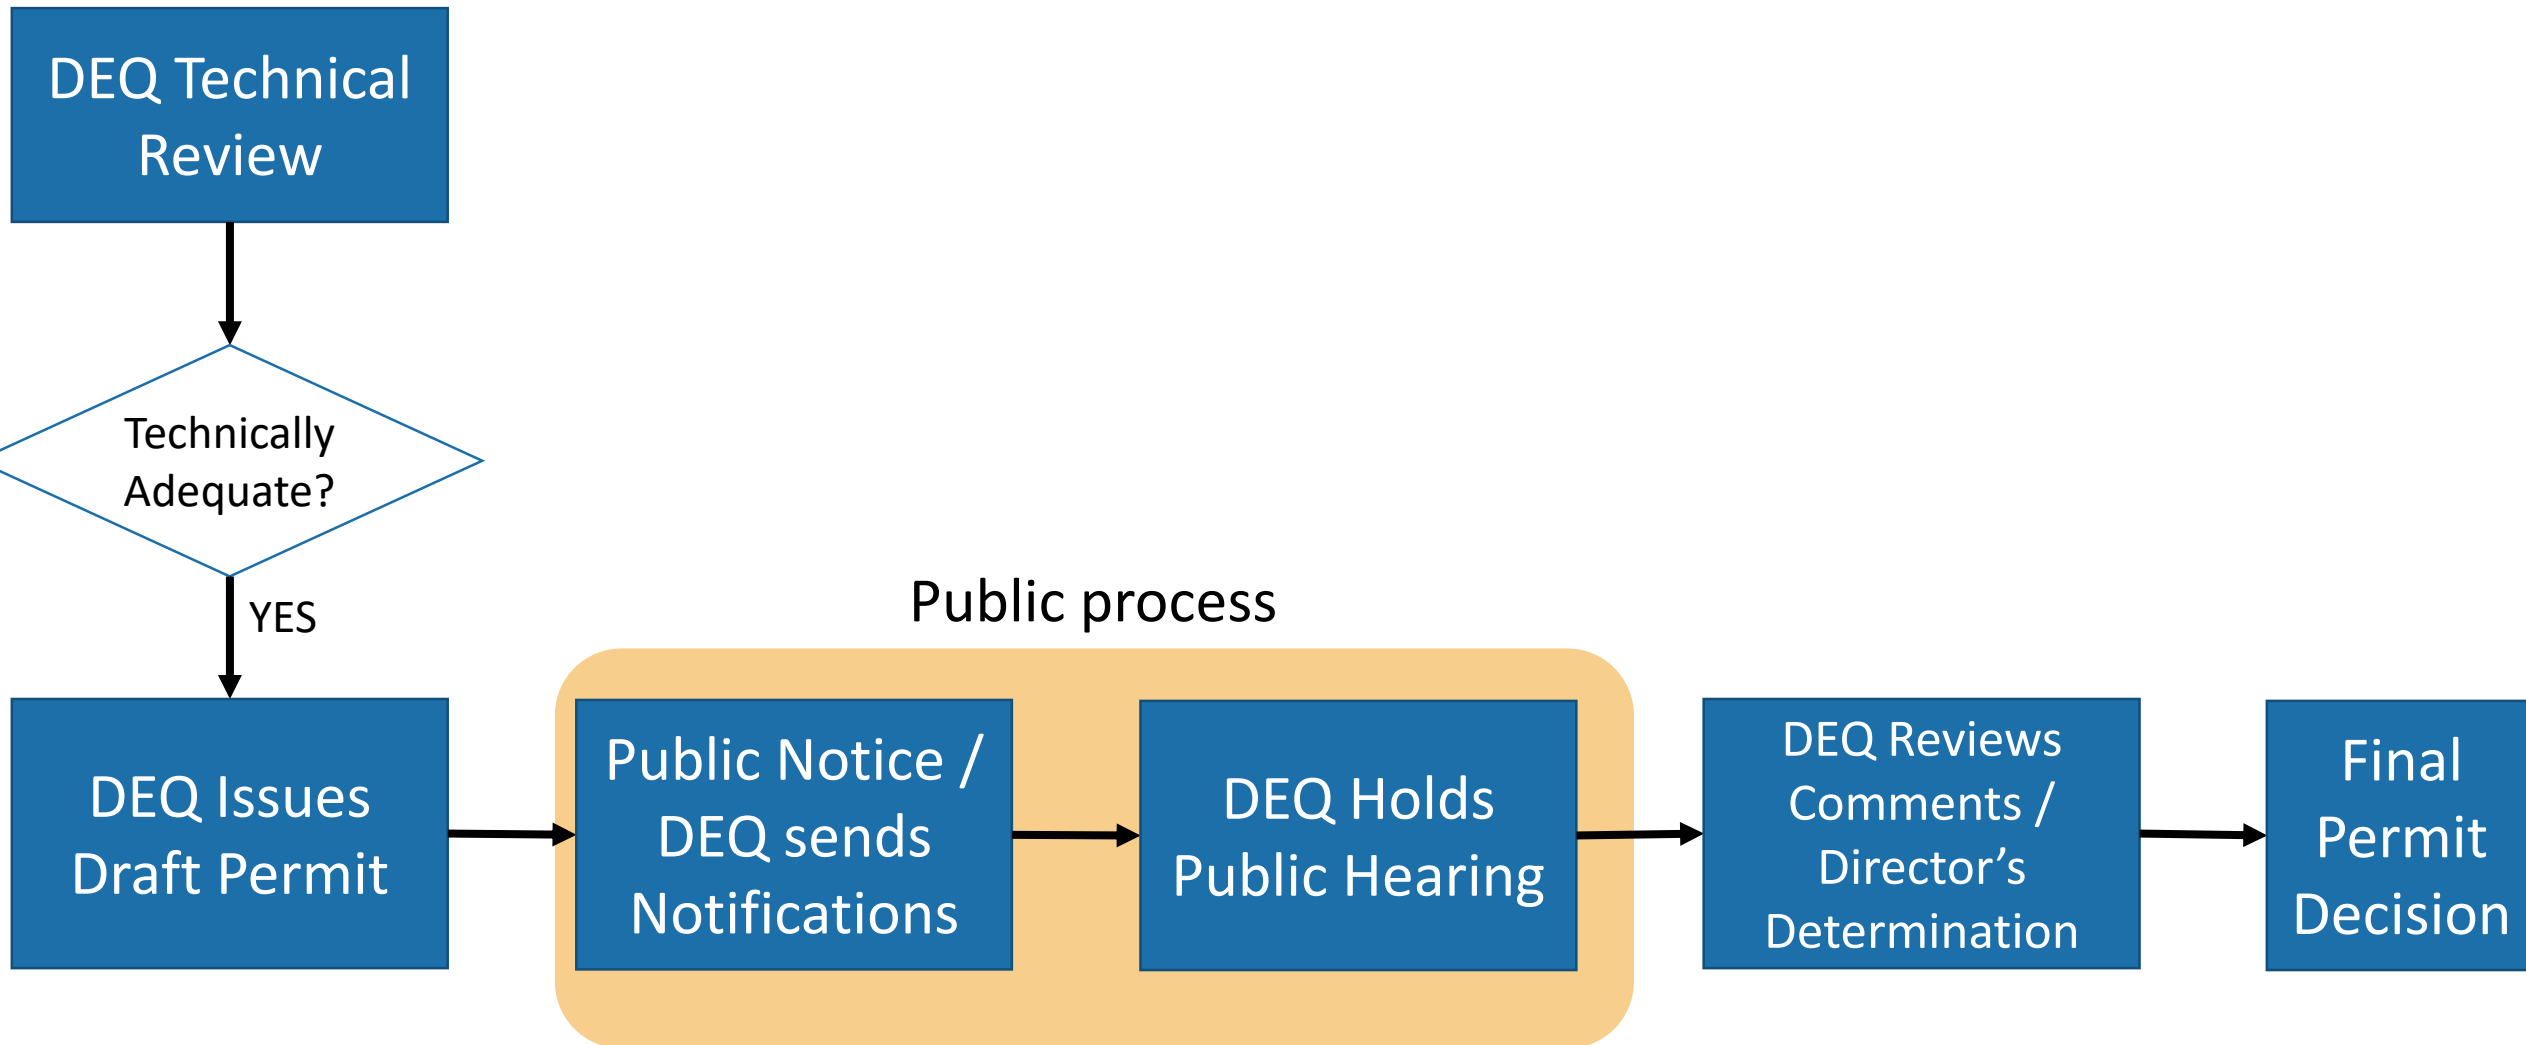 DEQ Technical
Review
Technically
Adequate?
YES
Public process
DEQ Issues
Draft Permit
Public Notice /
DEQ sends
Notifications
DEQ Holds
Public Hearing
DEQ Reviews
Comments /
Director’s
Determination
Final
Permit
Decision